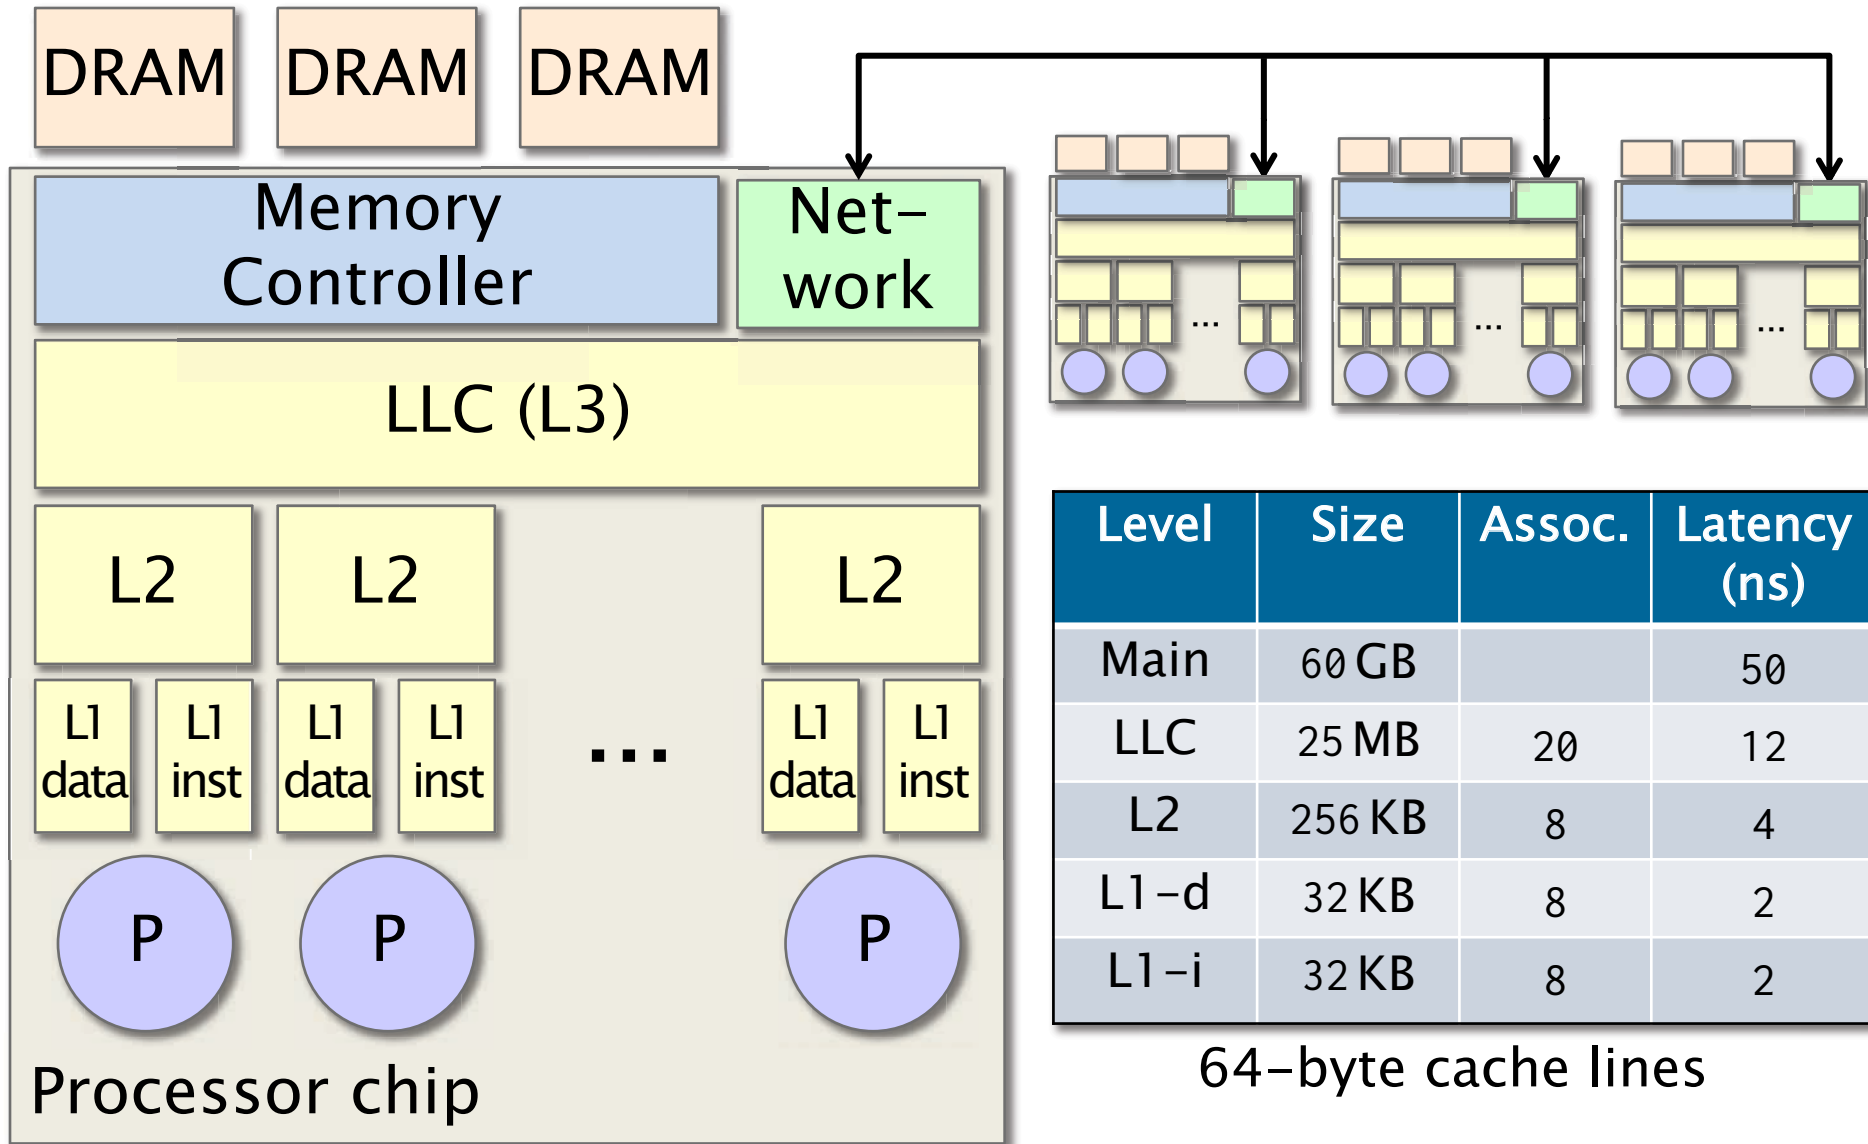 DRAM DRAM DRAM
Memory
Controller
Net-
work
LLC (L3)
L2 L2 L2
L1
data
L1
inst
L1
data
L1
inst
...
L1
data
L1
inst
P P P
Processor chip
...
...
...
Level Size Assoc. Latency
(ns)
Main 60 GB 50
LLC 25 MB 20 12
L2 256 KB 8 4
L1-d 32 KB 8 2
L1-i 32 KB 8 2
64-byte cache lines